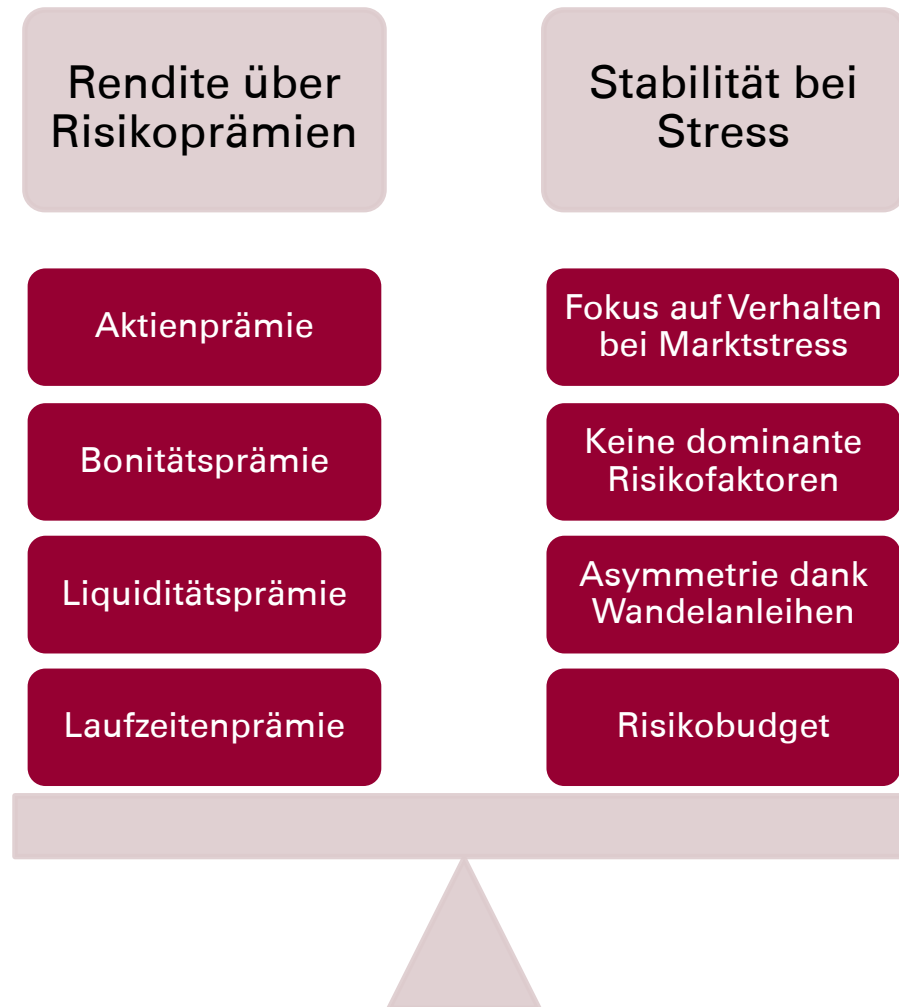 Rendite über
Risikoprämien
Stabilität bei
Stress
Aktienprämie
Bonitätsprämie
Liquiditätsprämie
Laufzeitenprämie
Fokus auf Verhalten
bei Marktstress
Keine dominante
Risikofaktoren
Asymmetrie dank
Wandelanleihen
Risikobudget